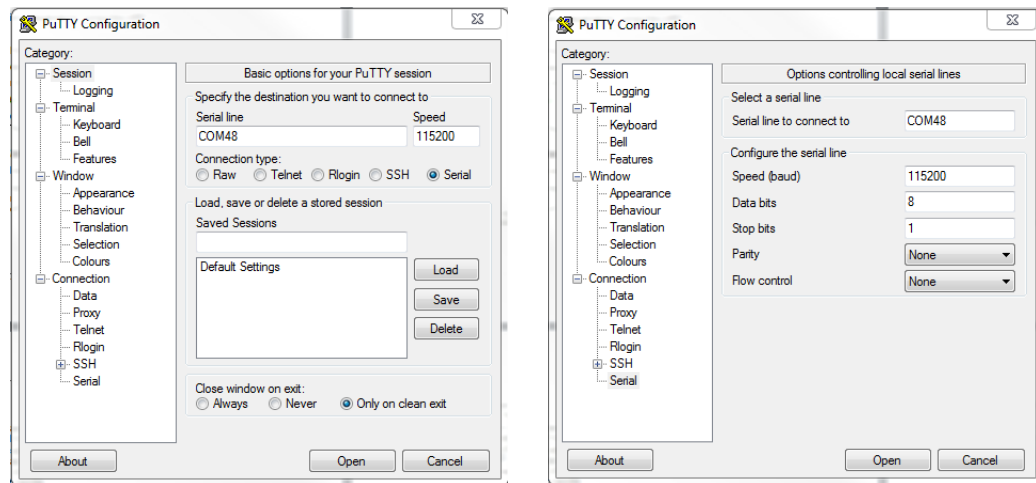 PuTTY Configuration
Category:
Session
Logging
Terminal
Keyboard
Bell
Features
Window
Appearance
Behaviour
Translation
Selection
Colours
Connection
Data
Proxy
Telnet
Rlogin
SSH
Serial
Basic options for your PuTTY session
Specify the destination you want to connect to
Serial line Speed
COM48 115200
Connection type:
Raw Telnet Rlogin SSH Serial
Load, save or delete a stored session
Saved Sessions
Default Settings
Load
Save
Delete
Close window on exit:
Always Never Only on clean exit
About Open Cancel
PuTTY Configuration
Category:
Session
Logging
Terminal
Keyboard
Bell
Features
Window
Appearance
Behaviour
Translation
Selection
Colours
Connection
Data
Proxy
Telnet
Rlogin
SSH
Serial
Options controlling local serial lines
Select a serial line
Serial line to connect to COM48
Configure the serial line
Speed (baud) 115200
Data bits 8
Stop bits 1
Parity None
Flow control None
About Open Cancel